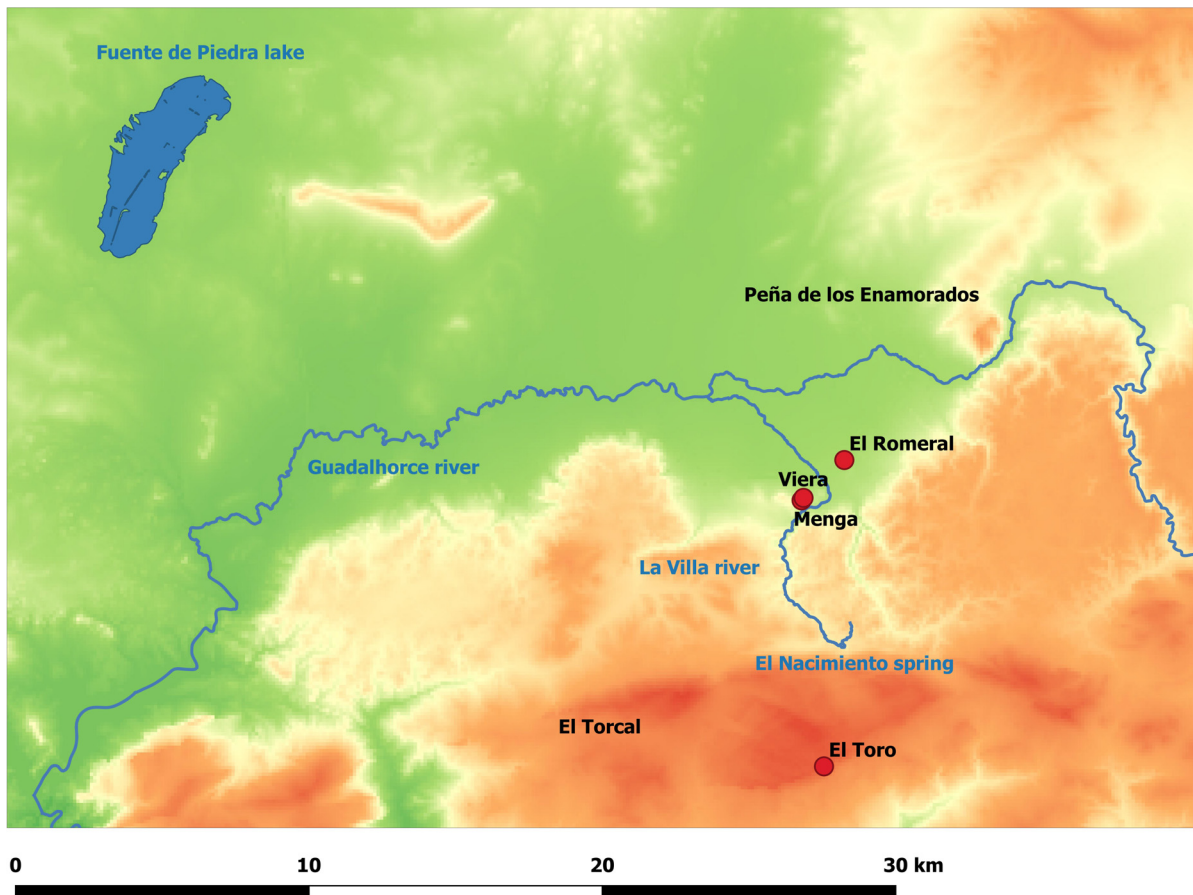 Fuente de Piedra lake
Peña de los Enamorados
El Romeral
Guadalhorce river
Viera
Menga
La Villa river
El Nacimiento spring
El Torcal
El Toro
0 10 20 30 km